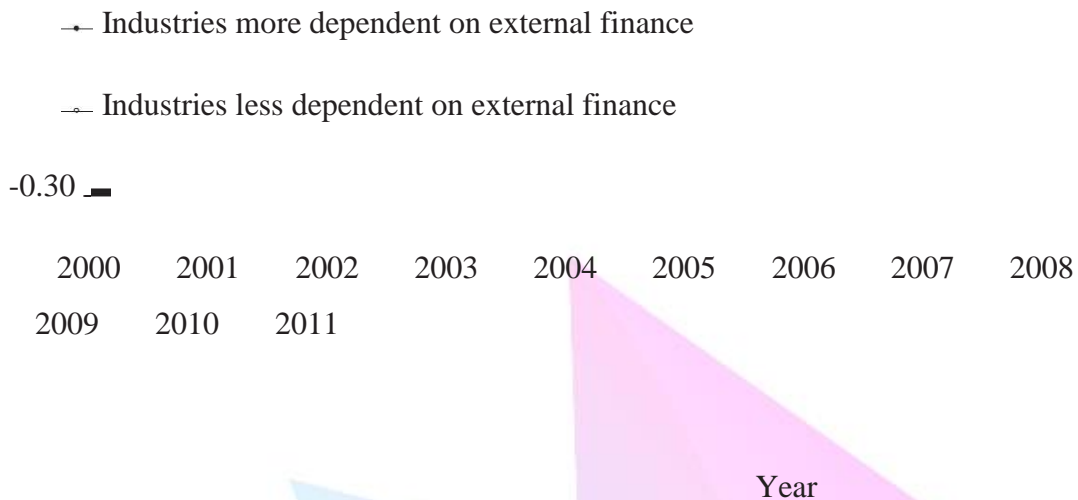 Industries more dependent on external finance
Industries less dependent on external finance
-0.30
2000 2001 2002 2003 2004 2005 2006 2007 2008
2009 2010 2011
Year